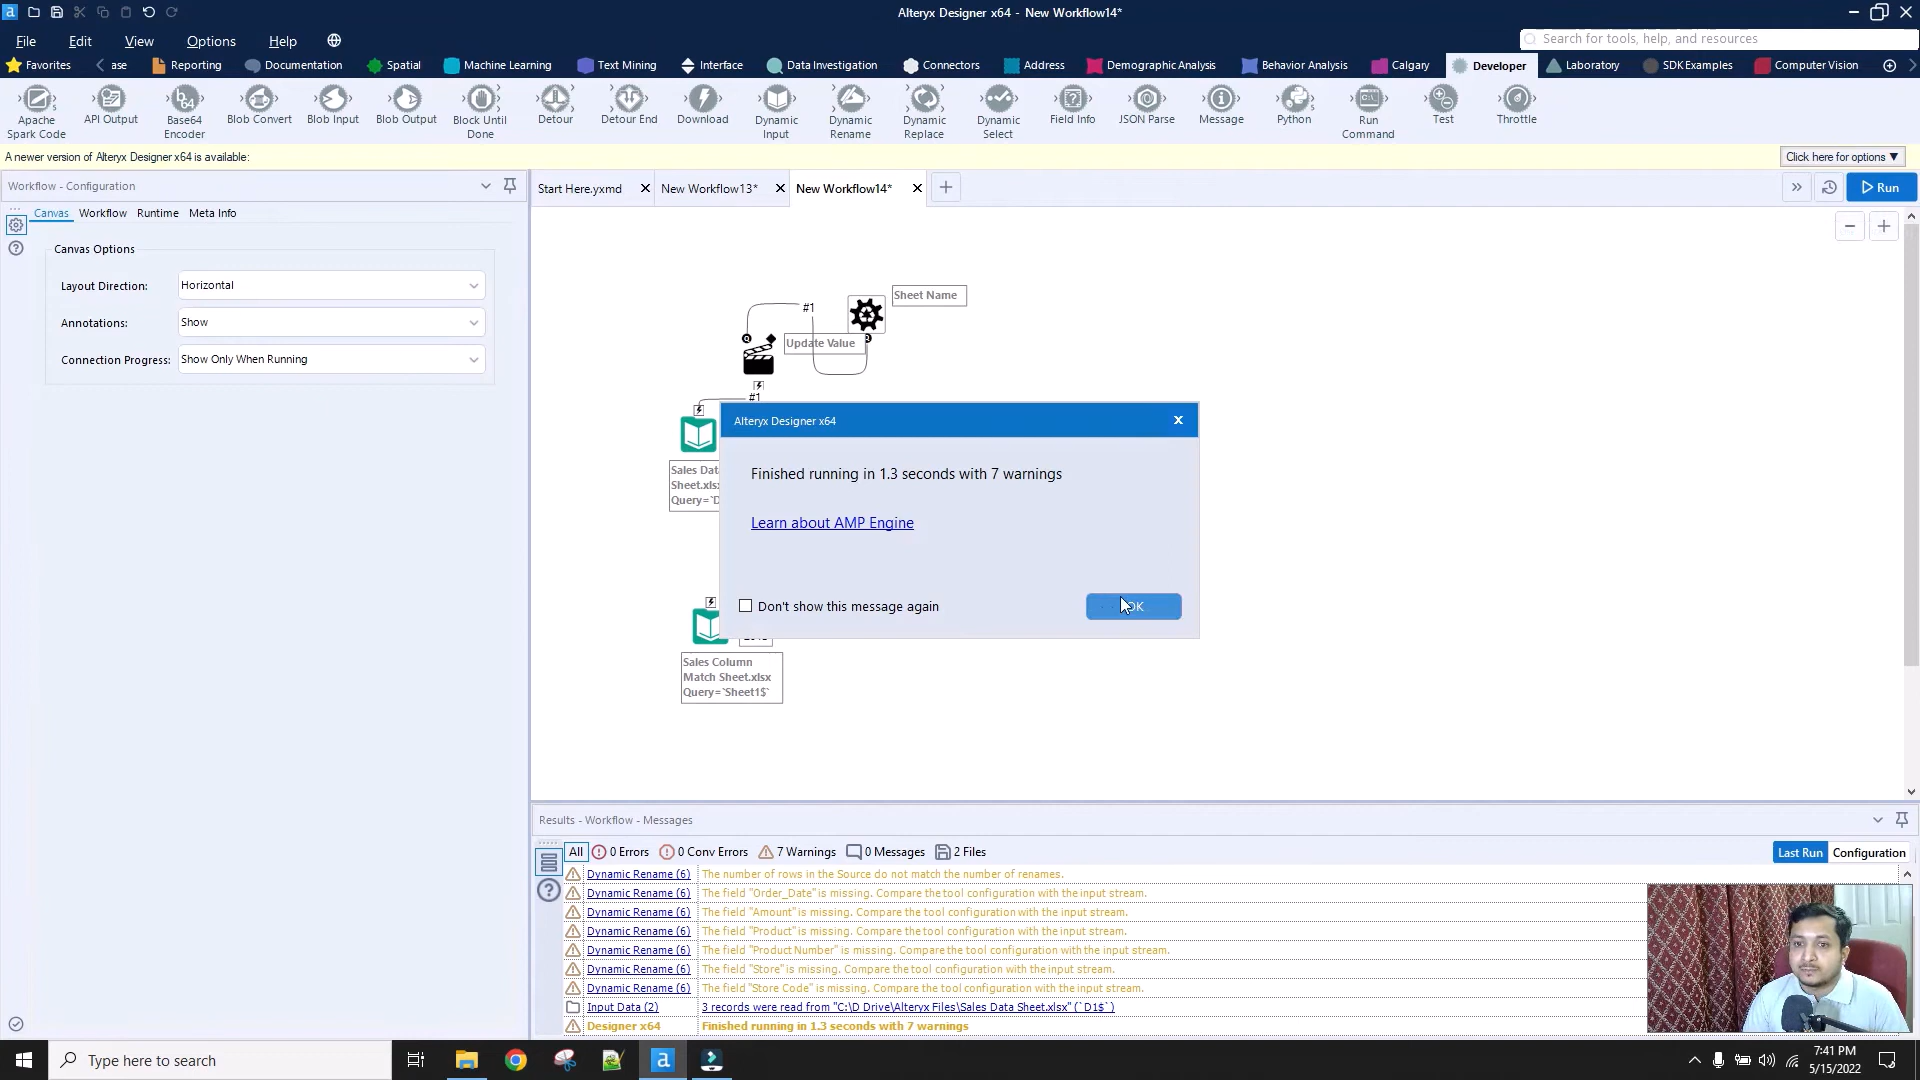 Alteryx Designer x64 - New Workflow14*
File Edit View Options Help
Search for tools, help, and resources
Favorites ase Reporting Documentation Spatial Machine Learning Text Mining Interface Data Investigation Connectors Address Demographic Analysis Behavior Analysis Calgary Developer Laboratory SDK Examples Computer Vision
Apache Spark Code
API Output
Base64 Encoder
Blob Convert
Blob Input
Blob Output
Block Until Done
Detour
Detour End
Download
Dynamic Input
Dynamic Rename
Dynamic Replace
Dynamic Select
Field Info
JSON Parse
Message
Python
Run Command
Test
Throttle
A newer version of Alteryx Designer x64 is available:
Click here for options ▼
Workflow - Configuration
Start Here.yxmd New Workflow13* New Workflow14*
Run
Canvas Workflow Runtime Meta Info
Canvas Options
Layout Direction: Horizontal
Annotations: Show
Connection Progress: Show Only When Running
#1
Sheet Name
Update Value
#1
Sales Dat
Sheet.xls
Query=`D
Alteryx Designer x64
Finished running in 1.3 seconds with 7 warnings
Learn about AMP Engine
Don't show this message again
OK
Sales Column
Match Sheet.xlsx
Query=`Sheet1$`
Results - Workflow - Messages
All 0 Errors 0 Conv Errors 7 Warnings 0 Messages 2 Files
Last Run Configuration
Dynamic Rename (6) The number of rows in the Source do not match the number of renames.
Dynamic Rename (6) The field "Order_Date" is missing. Compare the tool configuration with the input stream.
Dynamic Rename (6) The field "Amount" is missing. Compare the tool configuration with the input stream.
Dynamic Rename (6) The field "Product" is missing. Compare the tool configuration with the input stream.
Dynamic Rename (6) The field "Product Number" is missing. Compare the tool configuration with the input stream.
Dynamic Rename (6) The field "Store" is missing. Compare the tool configuration with the input stream.
Dynamic Rename (6) The field "Store Code" is missing. Compare the tool configuration with the input stream.
Input Data (2) 3 records were read from "C:\D Drive\Alteryx Files\Sales Data Sheet.xlsx" (`D1$`)
Designer x64 Finished running in 1.3 seconds with 7 warnings
Type here to search
7:41 PM
5/15/2022